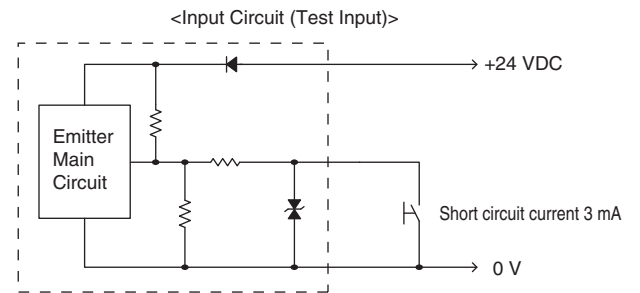 <Input Circuit (Test Input)>
+24 VDC
Emitter
Main
Circuit
Short circuit current 3 mA
0 V